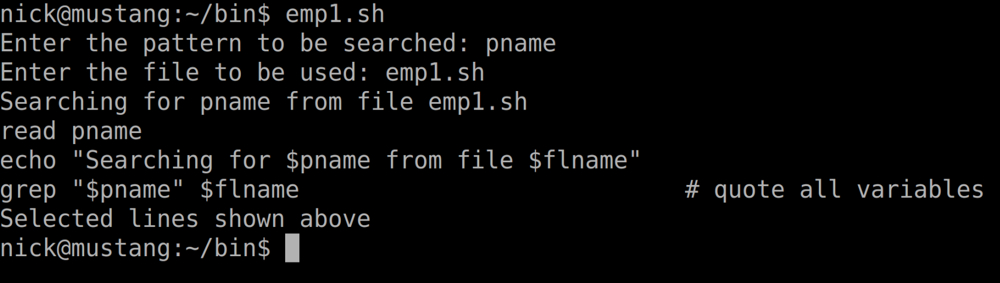 nick@mustang:~/bin$ emp1.sh
Enter the pattern to be searched: pname
Enter the file to be used: emp1.sh
Searching for pname from file emp1.sh
read pname
echo "Searching for $pname from file $flname"
grep "$pname" $flname                           # quote all variables
Selected lines shown above
nick@mustang:~/bin$